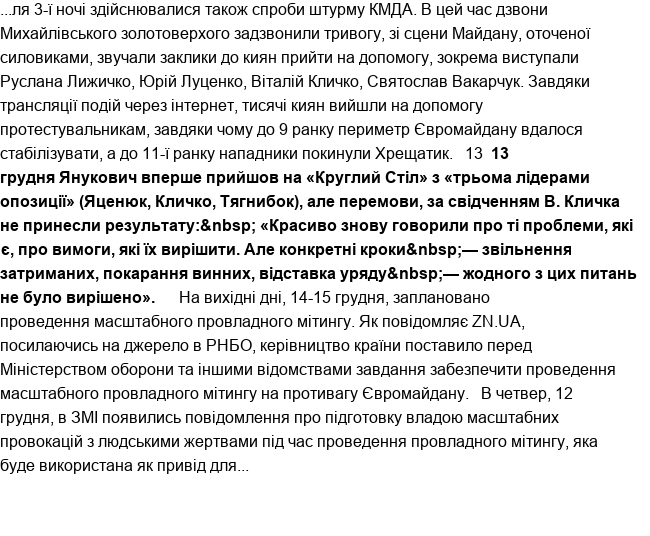 ...ля 3-ї ночі здійснювалися також спроби штурму КМДА. В цей час дзвони
Михайлівського золотоверхого задзвонили тривогу, зі сцени Майдану, оточеної
силовиками, звучали заклики до киян прийти на допомогу, зокрема виступали
Руслана Лижичко, Юрій Луценко, Віталій Кличко, Святослав Вакарчук. Завдяки
трансляції подій через інтернет, тисячі киян вийшли на допомогу
протестувальникам, завдяки чому до 9 ранку периметр Євромайдану вдалося
стабілізувати, а до 11-ї ранку нападники покинули Хрещатик.   13  13
грудня Янукович вперше прийшов на «Круглий Стіл» з «трьома лідерами
опозиції» (Яценюк, Кличко, Тягнибок), але перемови, за свідченням В. Кличка
не принесли результату:&nbsp; «Красиво знову говорили про ті проблеми, які
є, про вимоги, які їх вирішити. Але конкретні кроки&nbsp;— звільнення
затриманих, покарання винних, відставка уряду&nbsp;— жодного з цих питань
не було вирішено».      На вихідні дні, 14-15 грудня, заплановано
проведення масштабного провладного мітингу. Як повідомляє ZN.UA,
посилаючись на джерело в РНБО, керівництво країни поставило перед
Міністерством оборони та іншими відомствами завдання забезпечити проведення
масштабного провладного мітингу на противагу Євромайдану.   В четвер, 12
грудня, в ЗМІ появились повідомлення про підготовку владою масштабних
провокацій з людськими жертвами під час проведення провладного мітингу, яка
буде використана як привід для...